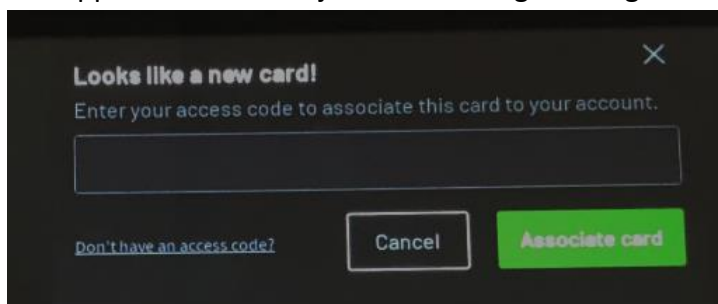 Looks like a new card!
Enter your access code to associate this card to your account.
Don't have an access code?
Cancel
Associate card